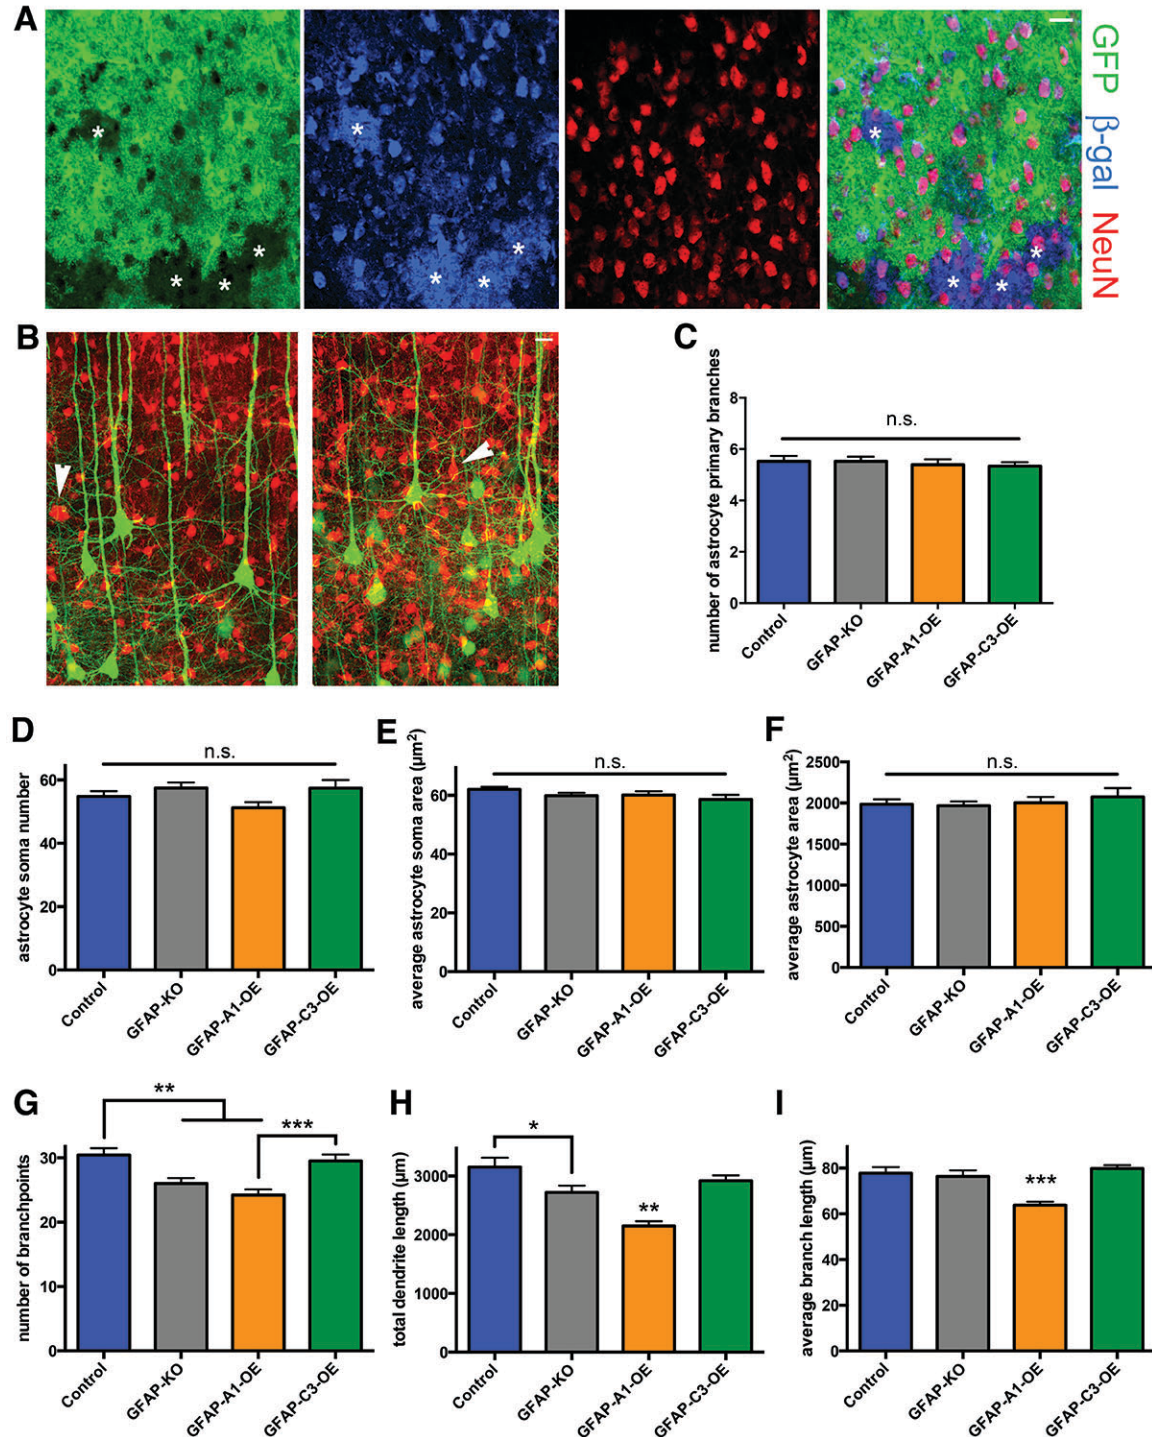 A
* * * *
* * * *
* * * *
GFP β-gal NeuN
B
C
number of astrocyte primary branches
8
6
4
2
0
n.s.
Control
GFAP-KO
GFAP-A1-OE
GFAP-C3-OE
D
astrocyte soma number
60
40
20
0
n.s.
Control
GFAP-KO
GFAP-A1-OE
GFAP-C3-OE
E
average astrocyte soma area (µm²)
60
40
20
0
n.s.
Control
GFAP-KO
GFAP-A1-OE
GFAP-C3-OE
F
average astrocyte area (µm²)
2500
2000
1500
1000
500
0
n.s.
Control
GFAP-KO
GFAP-A1-OE
GFAP-C3-OE
G
number of branchpoints
30
20
10
0
**
***
Control
GFAP-KO
GFAP-A1-OE
GFAP-C3-OE
H
total dendrite length (µm)
3000
2000
1000
0
*
**
Control
GFAP-KO
GFAP-A1-OE
GFAP-C3-OE
I
average branch length (µm)
80
60
40
20
0
***
Control
GFAP-KO
GFAP-A1-OE
GFAP-C3-OE